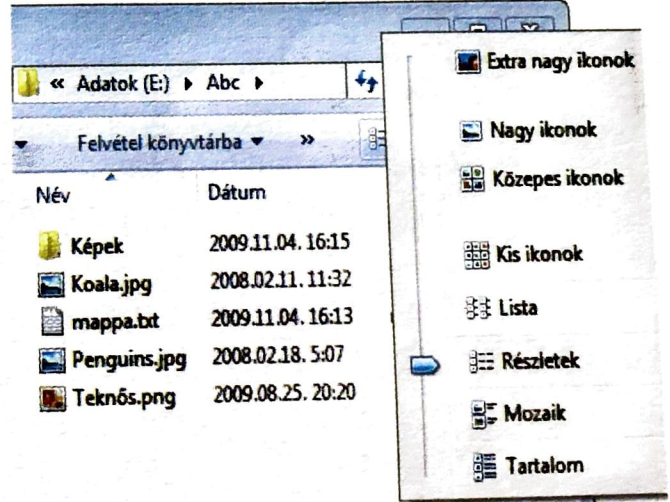 « Adatok (E:) ▸ Abc ▸
Felvétel könyvtárba ▾ »
Név Dátum
Képek 2009.11.04. 16:15
Koala.jpg 2008.02.11. 11:32
mappa.txt 2009.11.04. 16:13
Penguins.jpg 2008.02.18. 5:07
Teknős.png 2009.08.25. 20:20
Extra nagy ikonok
Nagy ikonok
Közepes ikonok
Kis ikonok
Lista
Részletek
Mozaik
Tartalom